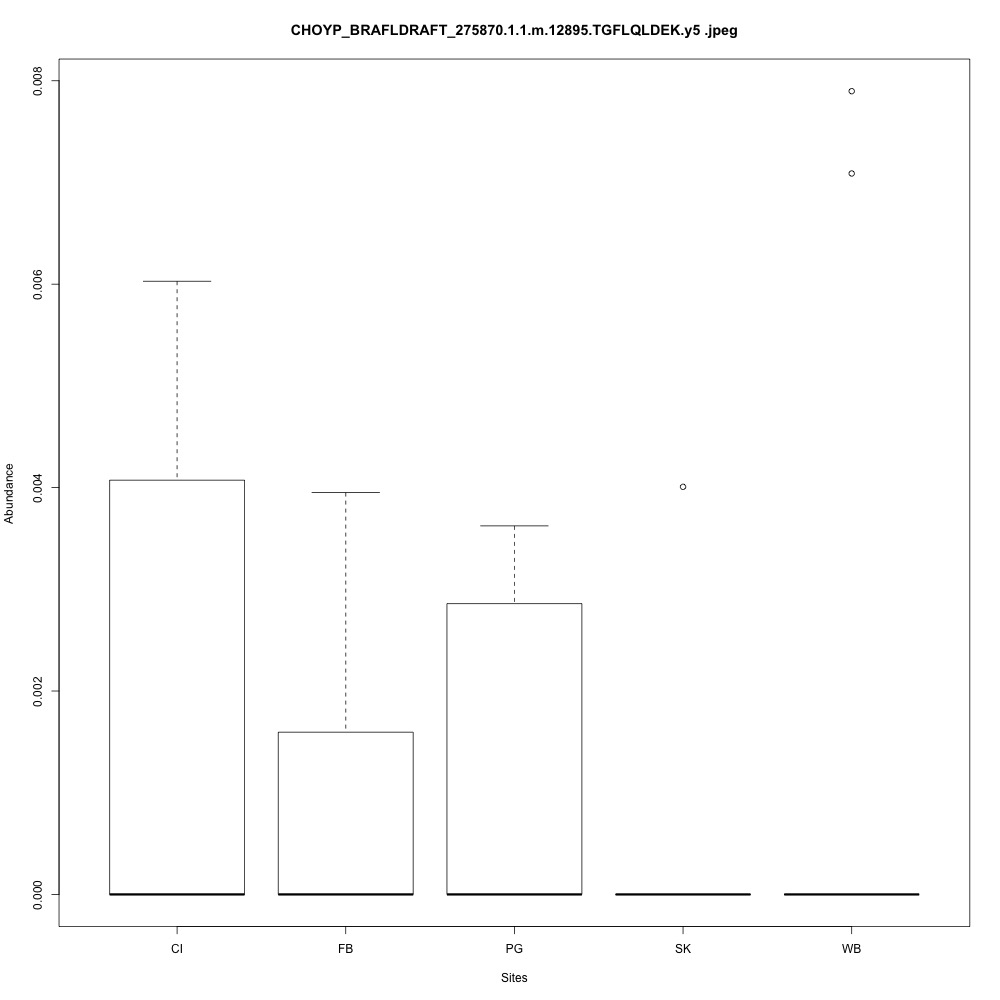 CHOYP_BRAFLDRAFT_275870.1.1.m.12895.TGFLQLDEK.y5 .jpeg
0.008
0.006
0.004
0.002
0.000
Abundance
CI FB PG SK WB
Sites